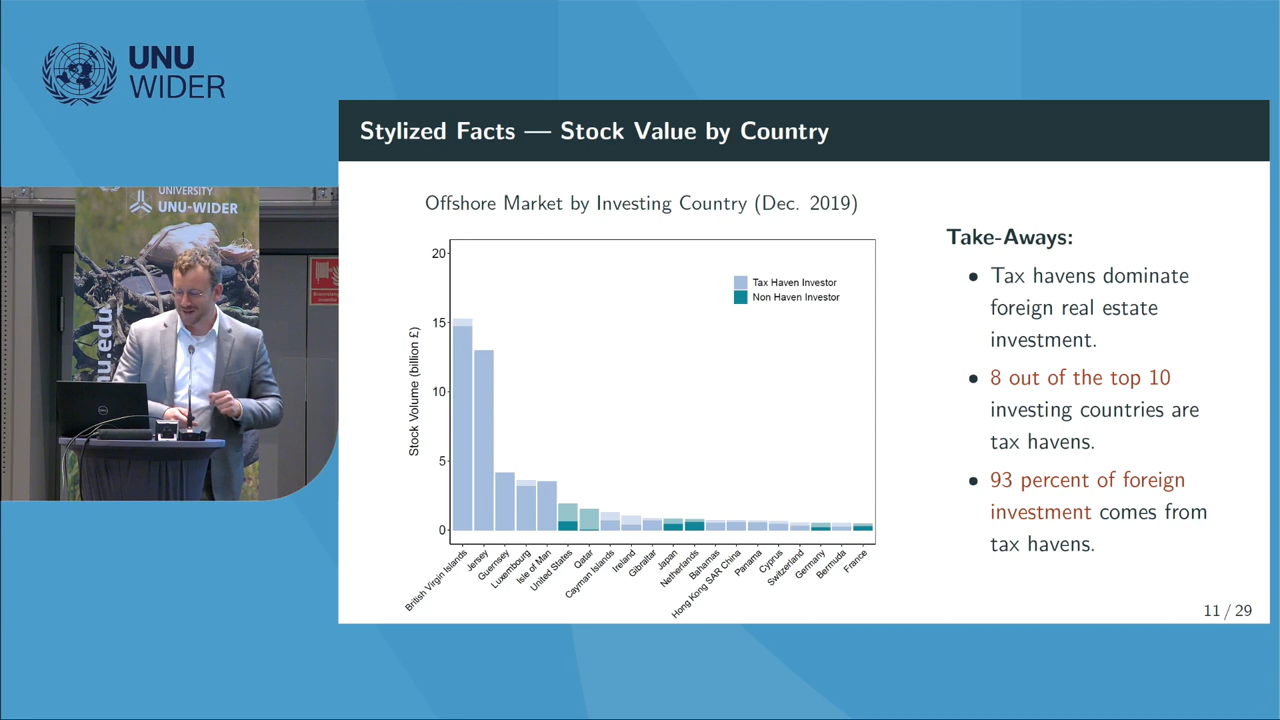 UNU
WIDER
UNIVERSITY
UNU-WIDER
unu.edu
DELL
Stylized Facts — Stock Value by Country
Offshore Market by Investing Country (Dec. 2019)
Stock Volume (billion £)
20
15
10
5
0
Tax Haven Investor
Non Haven Investor
British Virgin Islands
Jersey
Guernsey
Luxembourg
Isle of Man
United States
Qatar
Cayman Islands
Ireland
Gibraltar
Japan
Netherlands
Bahamas
Hong Kong SAR China
Panama
Cyprus
Switzerland
Germany
Bermuda
France
Take-Aways:
• Tax havens dominate
foreign real estate
investment.
• 8 out of the top 10
investing countries are
tax havens.
• 93 percent of foreign
investment comes from
tax havens.
11 / 29